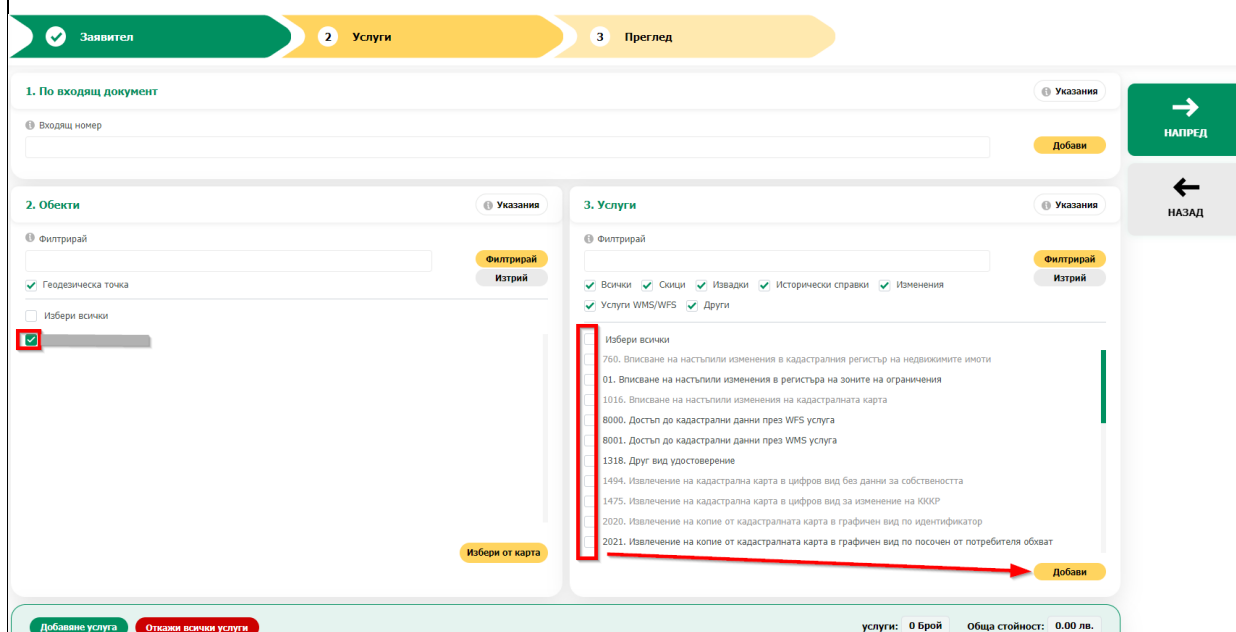 Заявител
2 Услуги
3 Преглед
1. По входящ документ
Указания
Входящ номер
Добави
НАПРЕД
НАЗАД
2. Обекти
Указания
Филтрирай
Филтрирай
Изтрий
Геодезическа точка
Избери всички
Избери от карта
3. Услуги
Указания
Филтрирай
Филтрирай
Изтрий
Всички Скици Извадки Исторически справки Изменения
Услуги WMS/WFS Други
Избери всички
760. Вписване на настъпили изменения в кадастралния регистър на недвижимите имоти
01. Вписване на настъпили изменения в регистъра на зоните на ограничения
1016. Вписване на настъпили изменения на кадастралната карта
8000. Достъп до кадастрални данни през WFS услуга
8001. Достъп до кадастрални данни през WMS услуга
1318. Друг вид удостоверение
1494. Извлечение на кадастрална карта в цифров вид без данни за собствеността
1475. Извлечение на кадастрална карта в цифров вид за изменение на КККР
2020. Извлечение на копие от кадастралната карта в графичен вид по идентификатор
2021. Извлечение на копие от кадастралната карта в графичен вид по посочен от потребителя обхват
Добави
Добавяне услуга Откажи всички услуги
услуги: 0 Брой Обща стойност: 0.00 лв.